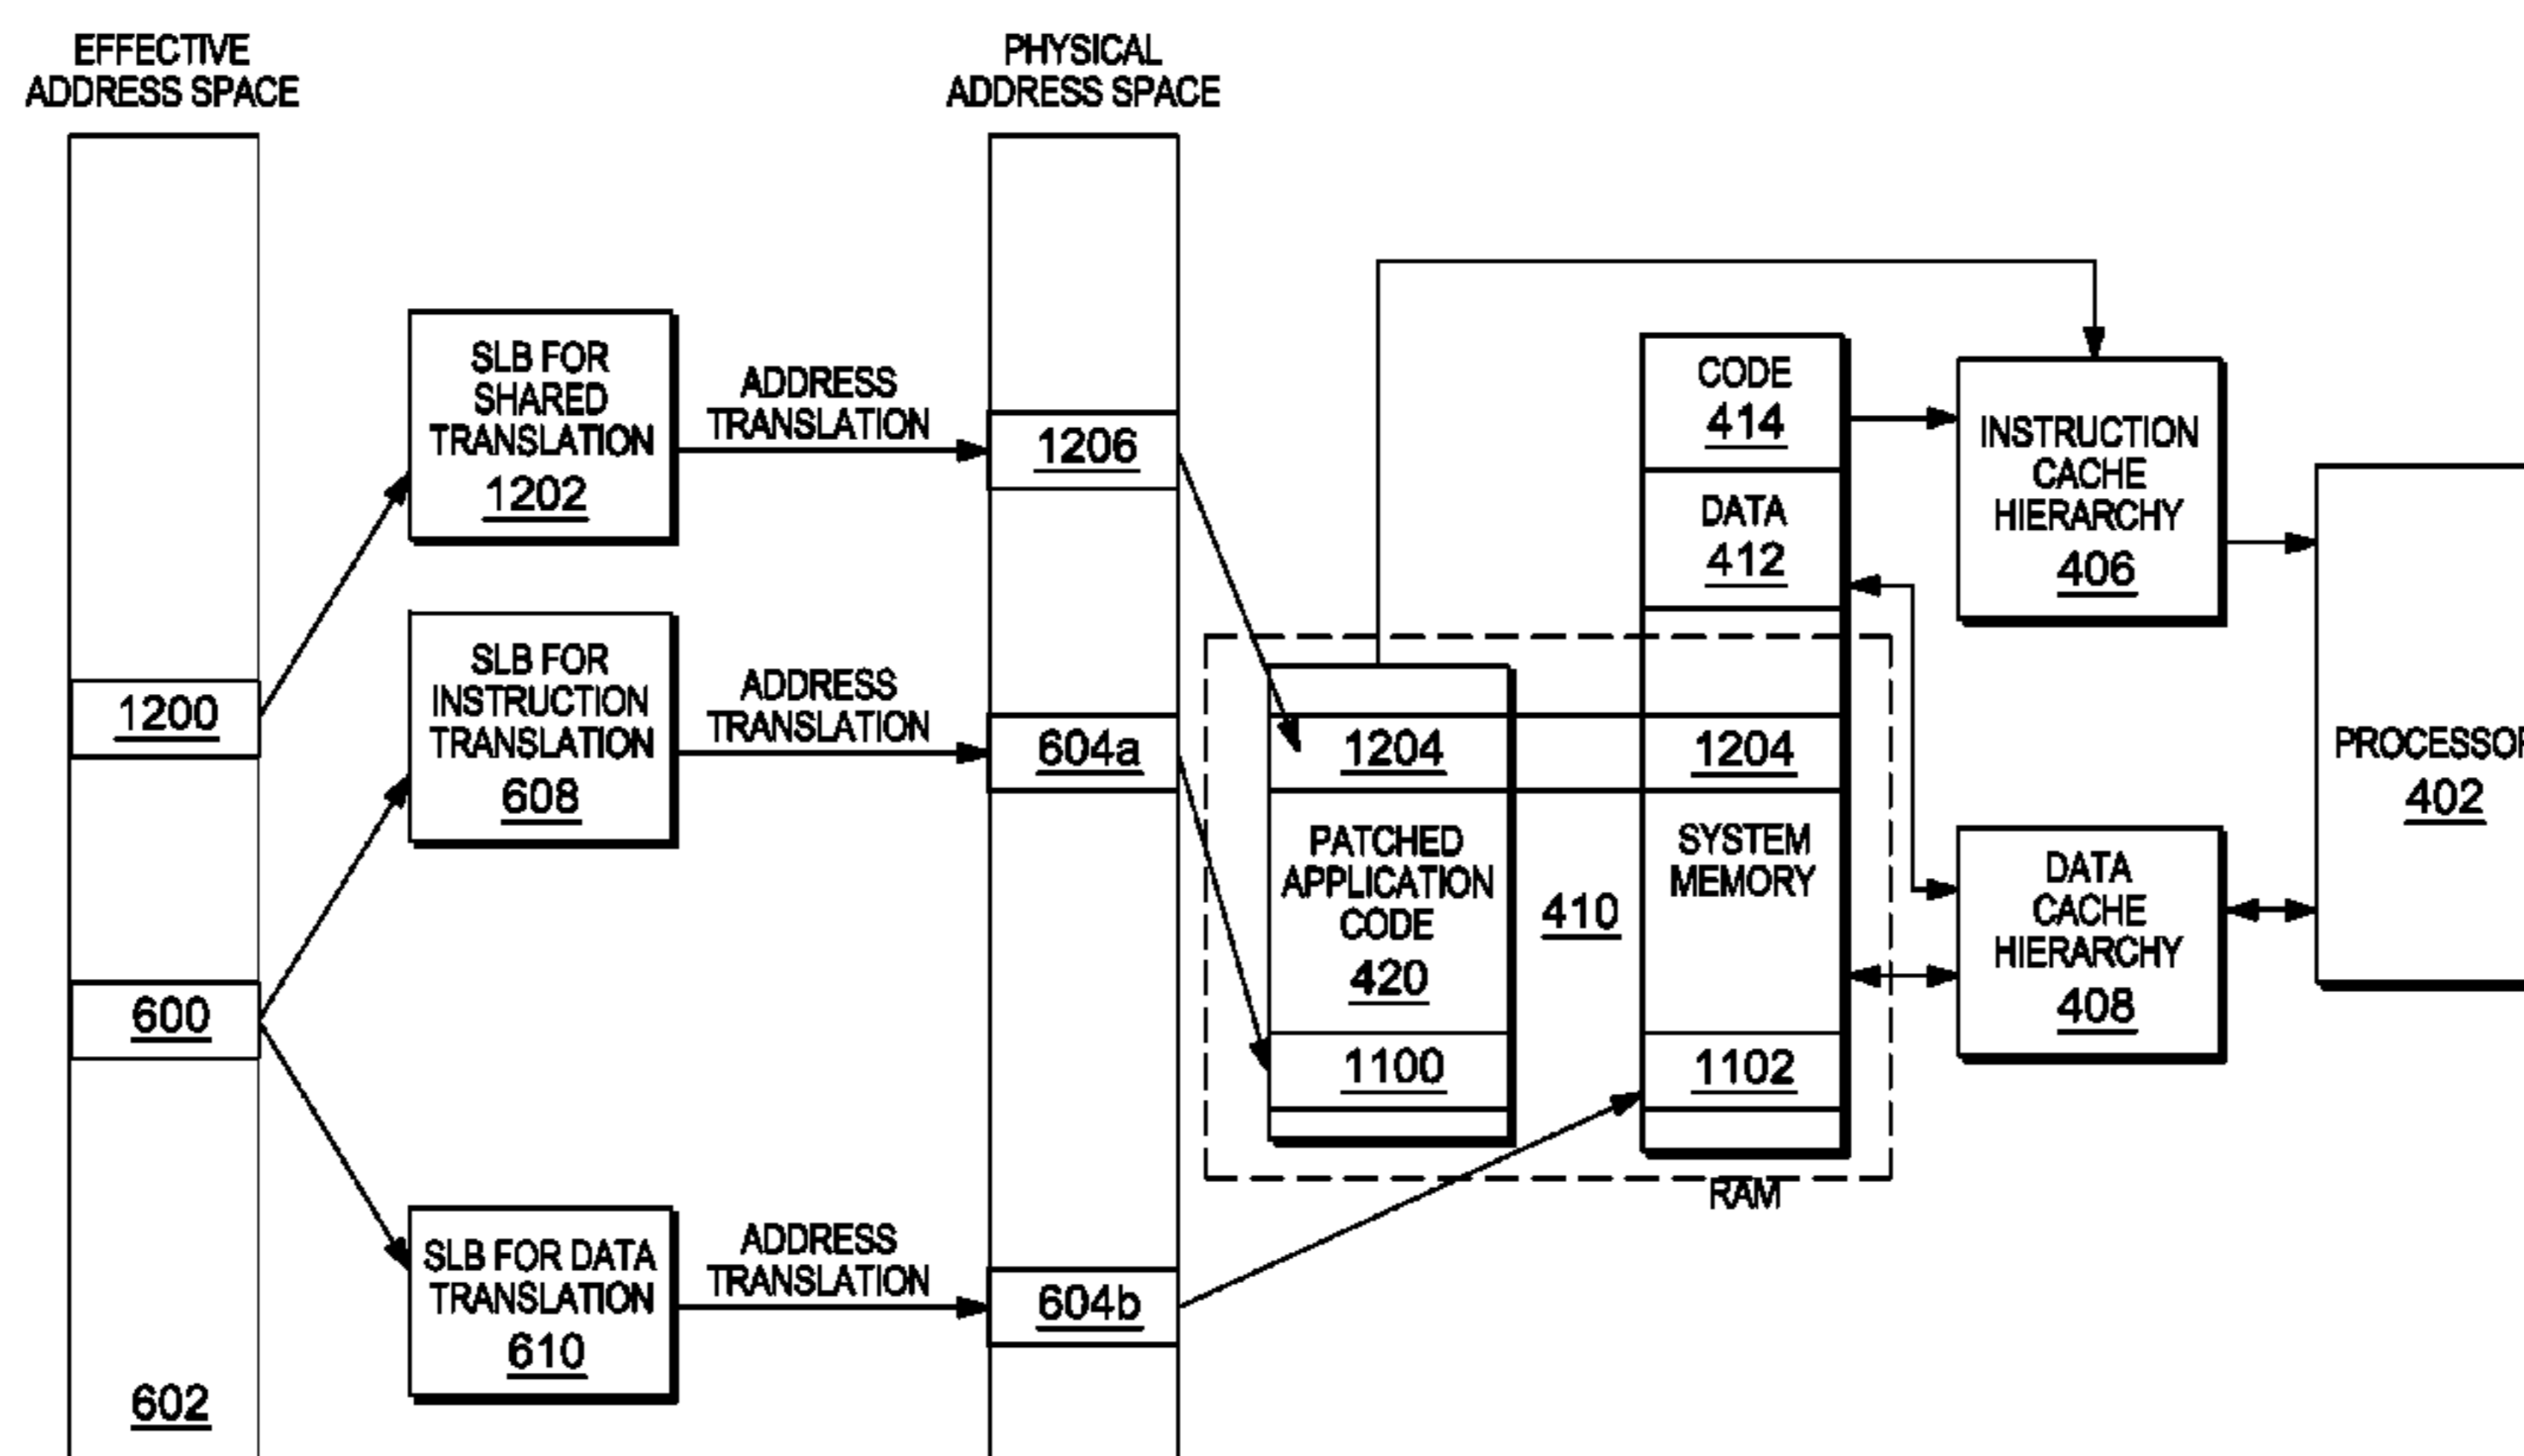 EFFECTIVE
ADDRESS SPACE
PHYSICAL
ADDRESS SPACE
SLB FOR
SHARED
TRANSLATION
1202
ADDRESS
TRANSLATION
1206
CODE
414
DATA
412
INSTRUCTION
CACHE
HIERARCHY
406
1200
SLB FOR
INSTRUCTION
TRANSLATION
608
ADDRESS
TRANSLATION
604a
1204
1204
PATCHED
APPLICATION
CODE
420
410
SYSTEM
MEMORY
1100
1102
RAM
DATA
CACHE
HIERARCHY
408
PROCESSOR
402
600
SLB FOR DATA
TRANSLATION
610
ADDRESS
TRANSLATION
604b
602